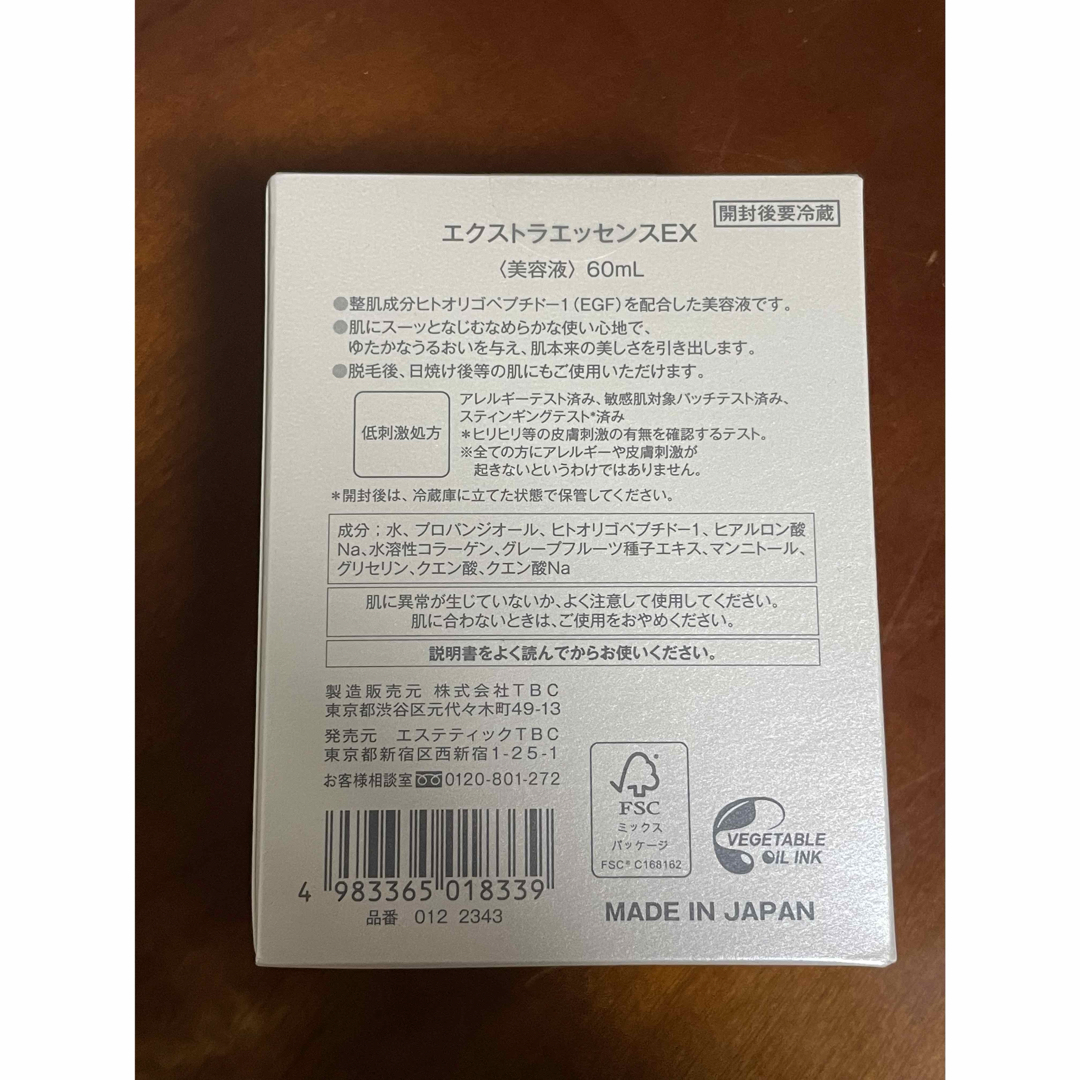 開封後要冷蔵
エクストラエッセンスEX
〈美容液〉60mL
●整肌成分ヒトオリゴペプチド-1(EGF)を配合した美容液です。
●肌にスーッとなじむなめらかな使い心地で、
ゆたかなうるおいを与え、肌本来の美しさを引き出します。
●脱毛後、日焼け後等の肌にもご使用いただけます。
低刺激処方
アレルギーテスト済み、敏感肌対象パッチテスト済み、
スティンギングテスト*済み
*ヒリヒリ等の皮膚刺激の有無を確認するテスト。
※全ての方にアレルギーや皮膚刺激が
起きないというわけではありません。
*開封後は、冷蔵庫に立てた状態で保管してください。
成分:水、プロパンジオール、ヒトオリゴペプチド-1、ヒアルロン酸
Na、水溶性コラーゲン、グレープフルーツ種子エキス、マンニトール、
グリセリン、クエン酸、クエン酸Na
肌に異常が生じていないか、よく注意して使用してください。
肌に合わないときは、ご使用をおやめください。
説明書をよく読んでからお使いください。
製造販売元 株式会社TBC
東京都渋谷区元代々木町49-13
発売元 エステティックTBC
東京都新宿区西新宿1-25-1
お客様相談室 0120-801-272
4 983365 018339
品番 012 2343
FSC
ミックス
パッケージ
FSC® C168162
VEGETABLE
OIL INK
MADE IN JAPAN